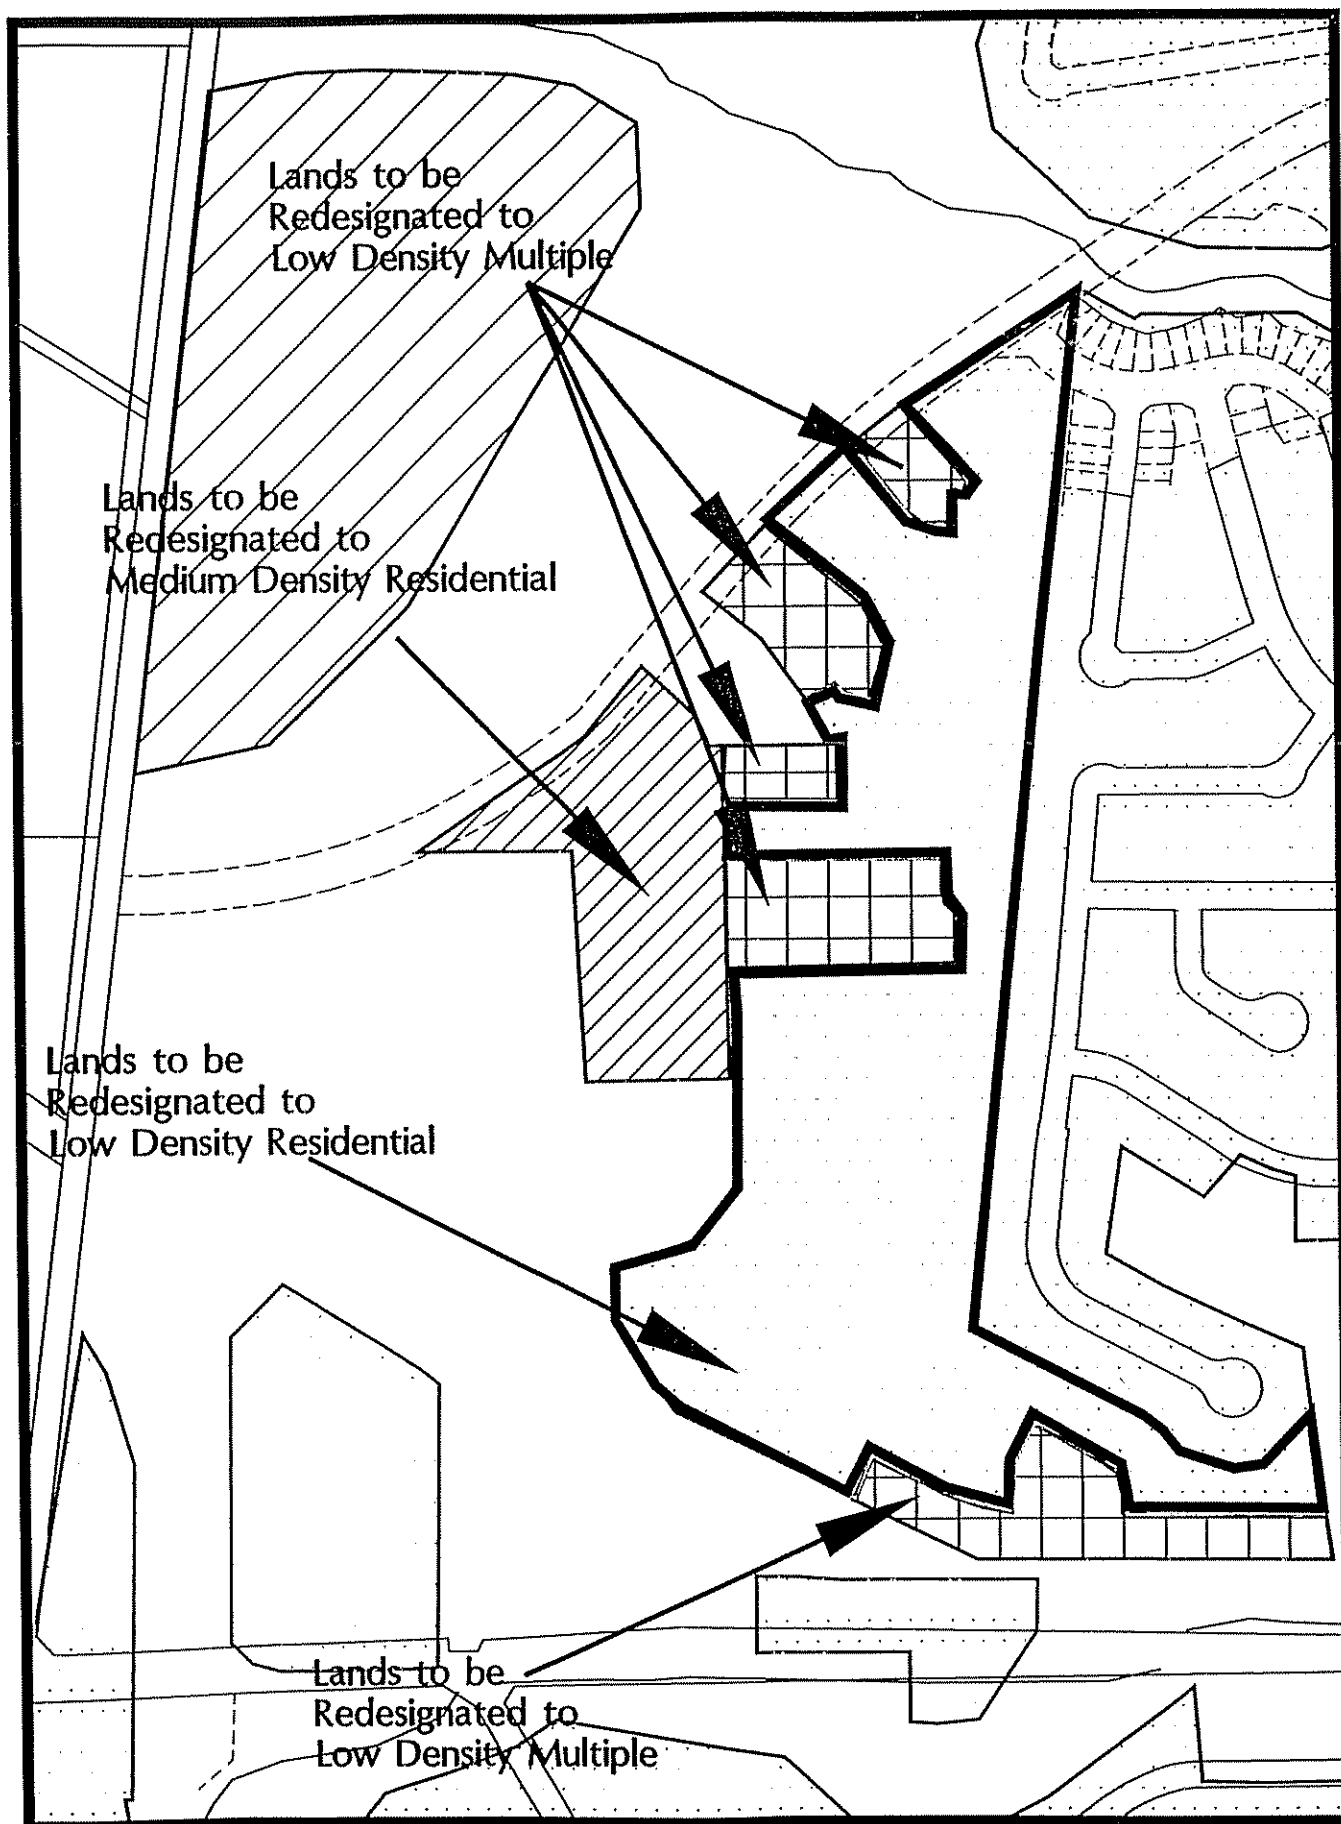 Lands to be
Redesignated to
Low Density Multiple
Lands to be
Redesignated to
Medium Density Residential
Lands to be
Redesignated to
Low Density Residential
Lands to be
Redesignated to
Low Density Multiple